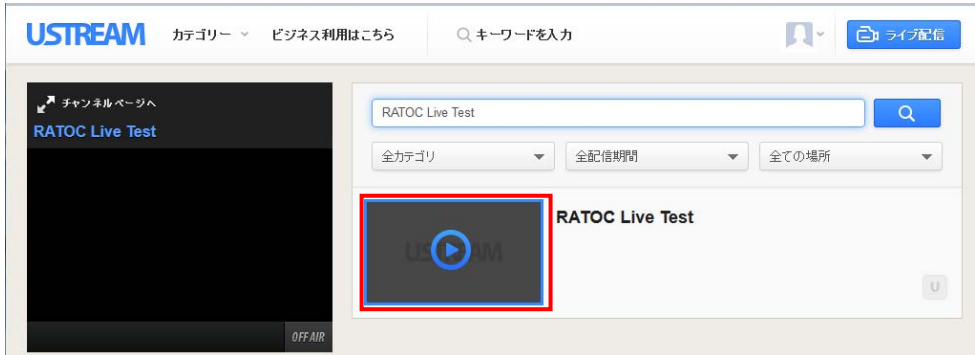 USTREAM カテゴリー ビジネス利用はこちら キーワードを入力 ライブ配信
チャンネルページへ
RATOC Live Test
OFF AIR
RATOC Live Test
全カテゴリ 全配信期間 全ての場所
USTREAM
RATOC Live Test
U